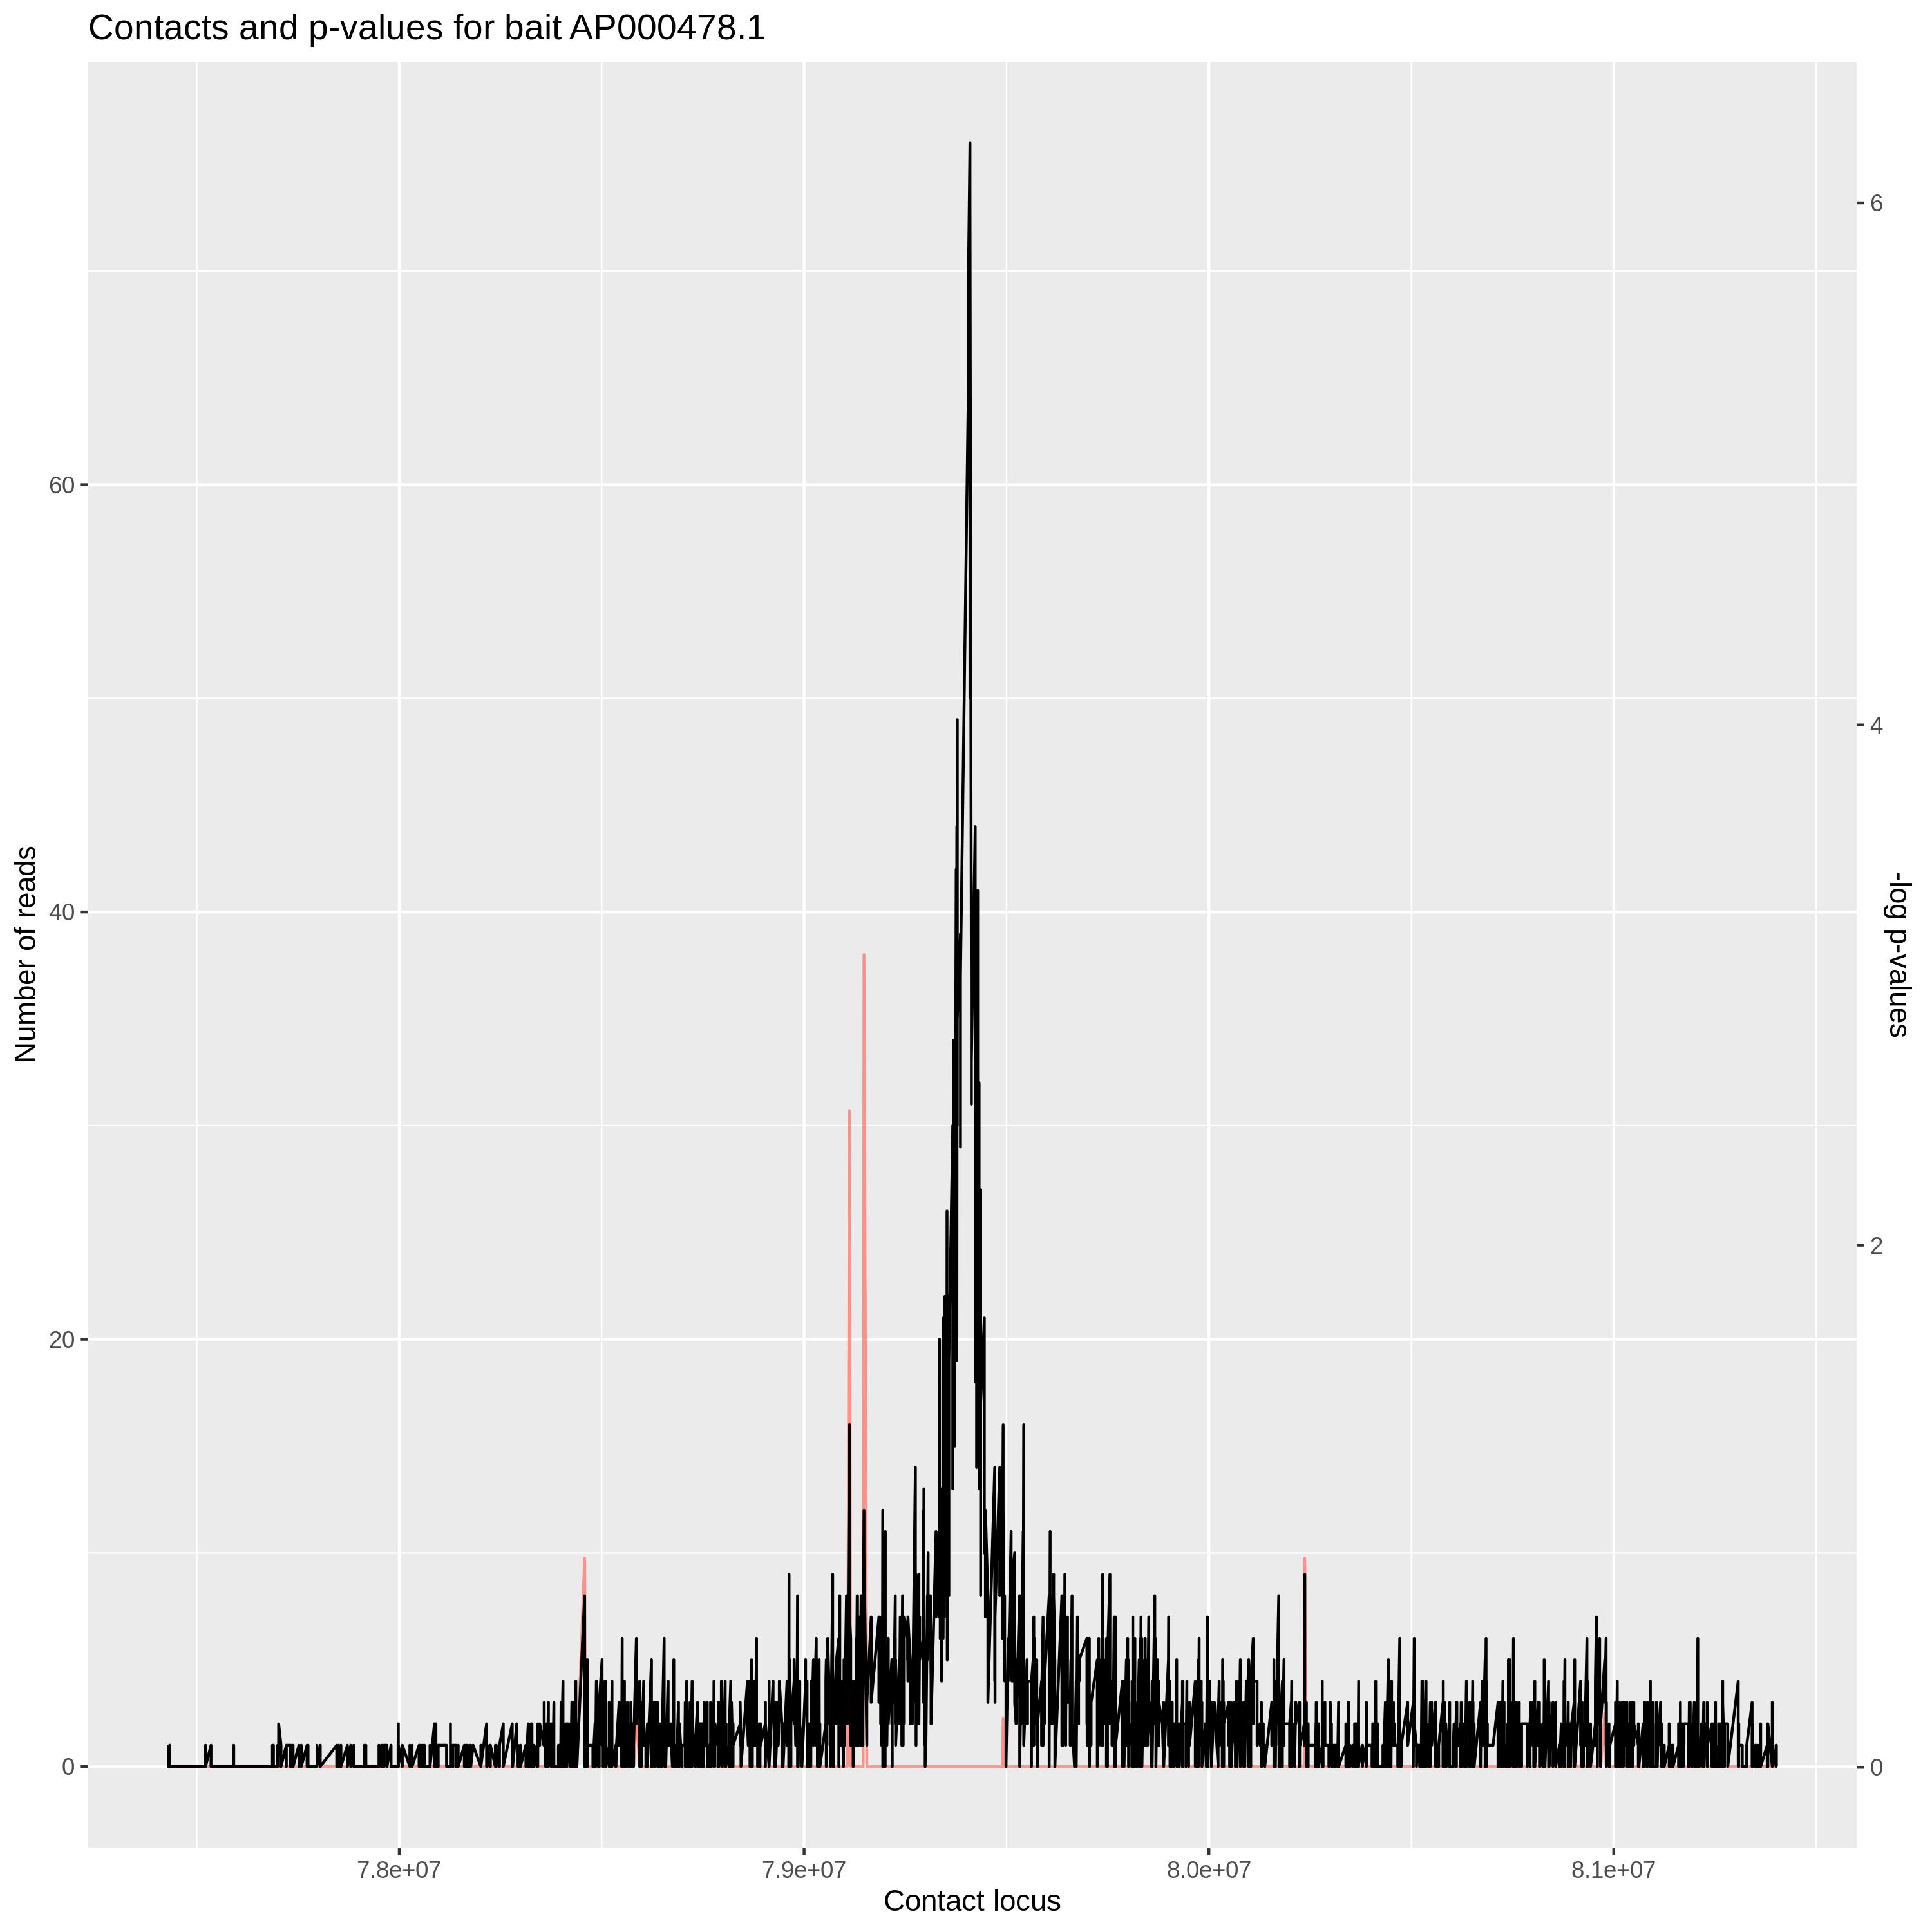 Contacts and p-values for bait AP000478.1
Number of reads
60
40
20
0
6
4
2
0
-log p-values
7.8e+07 7.9e+07 8.0e+07 8.1e+07
Contact locus